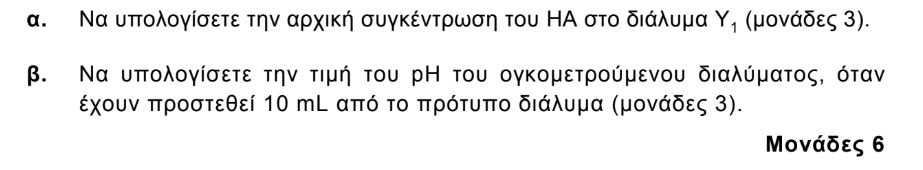 α. Να υπολογίσετε την αρχική συγκέντρωση του ΗΑ στο διάλυμα Υ₁ (μονάδες 3).
β. Να υπολογίσετε την τιμή του pH του ογκομετρούμενου διαλύματος, όταν
έχουν προστεθεί 10 mL από το πρότυπο διάλυμα (μονάδες 3).
Μονάδες 6